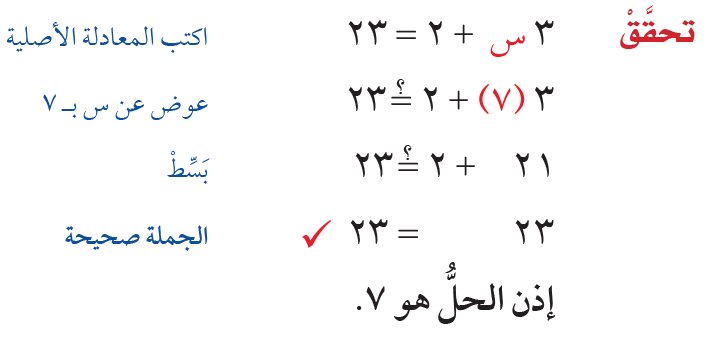 تحقَّقْ ٣ س + ٢ = ٢٣ اكتب المعادلة الأصلية
٣ (٧) + ٢ ≟ ٢٣ عوض عن س بـ ٧
٢١ + ٢ ≟ ٢٣ بَسِّطْ
٢٣ = ٢٣ ✓ الجملة صحيحة
إذن الحلُّ هو ٧.